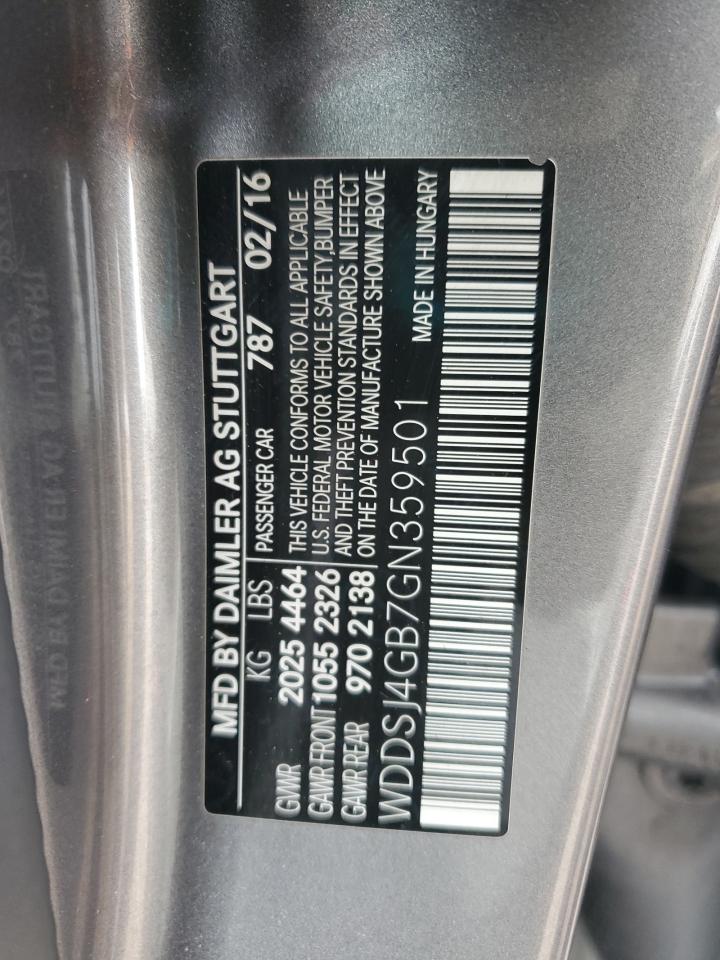 MFD BY DAIMLER AG STUTTGART
KG LBS PASSENGER CAR 787 02/16
GVWR 2025 4464 THIS VEHICLE CONFORMS TO ALL APPLICABLE
GAWR FRONT 1055 2326 U.S. FEDERAL MOTOR VEHICLE SAFETY,BUMPER
GAWR REAR 970 2138 AND THEFT PREVENTION STANDARDS IN EFFECT
ON THE DATE OF MANUFACTURE SHOWN ABOVE
WDDSJ4GB7GN359501 MADE IN HUNGARY